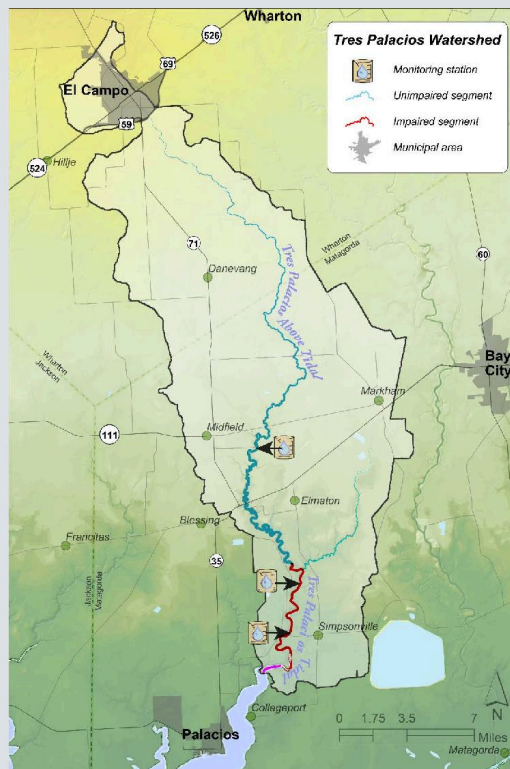 Wharton
526
69
El Campo
59
524
Hillje
Tres Palacios Watershed
Monitoring station
Unimpaired segment
Impaired segment
Municipal area
71
Danevang
Tres Palacios Above Tidal
Wharton
Matagorda
60
Wharton
Jackson
Bay
City
Markham
111
Midfield
Elmaton
Blessing
Francitas
35
Jackson
Matagorda
Tres Palacios Tidal
Simpsonville
Collegeport
Palacios
N
0 1.75 3.5 7
Miles
Matagorda